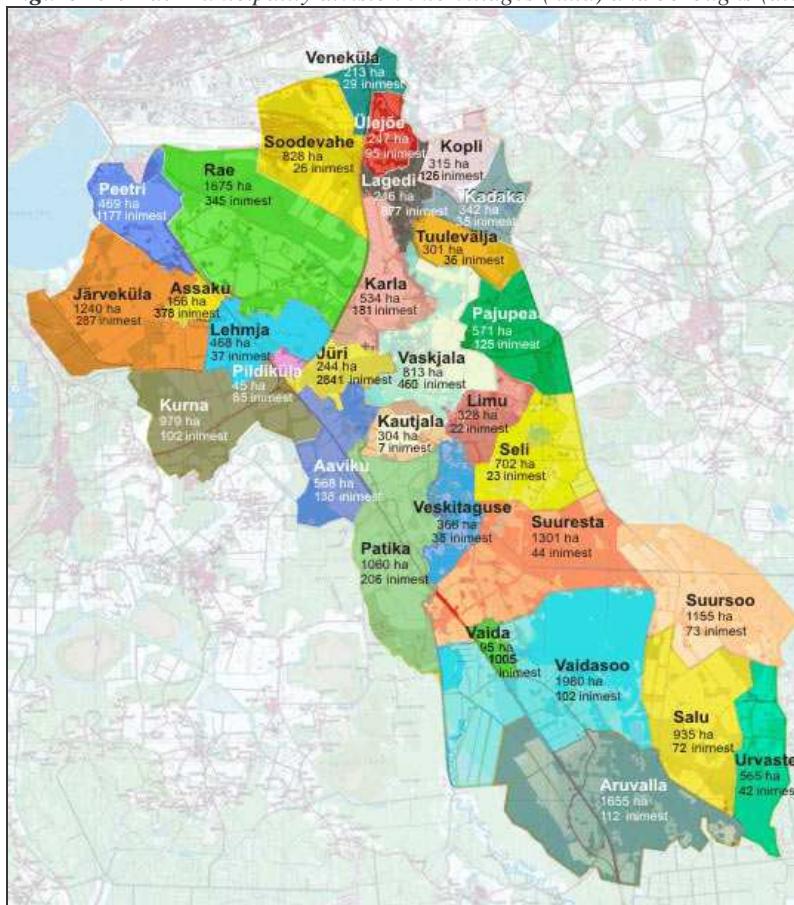 Veneküla
213 ha
29 inimest
Ülejõe
247 ha
95 inimest
Soodevahe
828 ha
26 inimest
Kopli
315 ha
126 inimest
Rae
1675 ha
345 inimest
Lagedi
246 ha
877 inimest
Peetri
469 ha
1177 inimest
Kadaka
342 ha
35 inimest
Tuulevälja
301 ha
36 inimest
Järveküla
1240 ha
287 inimest
Assaku
156 ha
378 inimest
Karla
534 ha
181 inimest
Pajupea
571 ha
125 inimest
Lehmja
468 ha
37 inimest
Jüri
244 ha
2841 inimest
Vaskjala
813 ha
460 inimest
Pildiküla
45 ha
85 inimest
Kurna
979 ha
102 inimest
Limu
328 ha
22 inimest
Kautjala
304 ha
7 inimest
Seli
702 ha
23 inimest
Aaviku
568 ha
138 inimest
Veskitaguse
366 ha
38 inimest
Suuresta
1301 ha
44 inimest
Patika
1060 ha
206 inimest
Suursoo
1155 ha
73 inimest
Vaida
95 ha
1005
inimest
Vaidasoo
1980 ha
102 inimest
Salu
935 ha
72 inimest
Urvaste
565 ha
42 inimest
Aruvalla
1655 ha
112 inimest